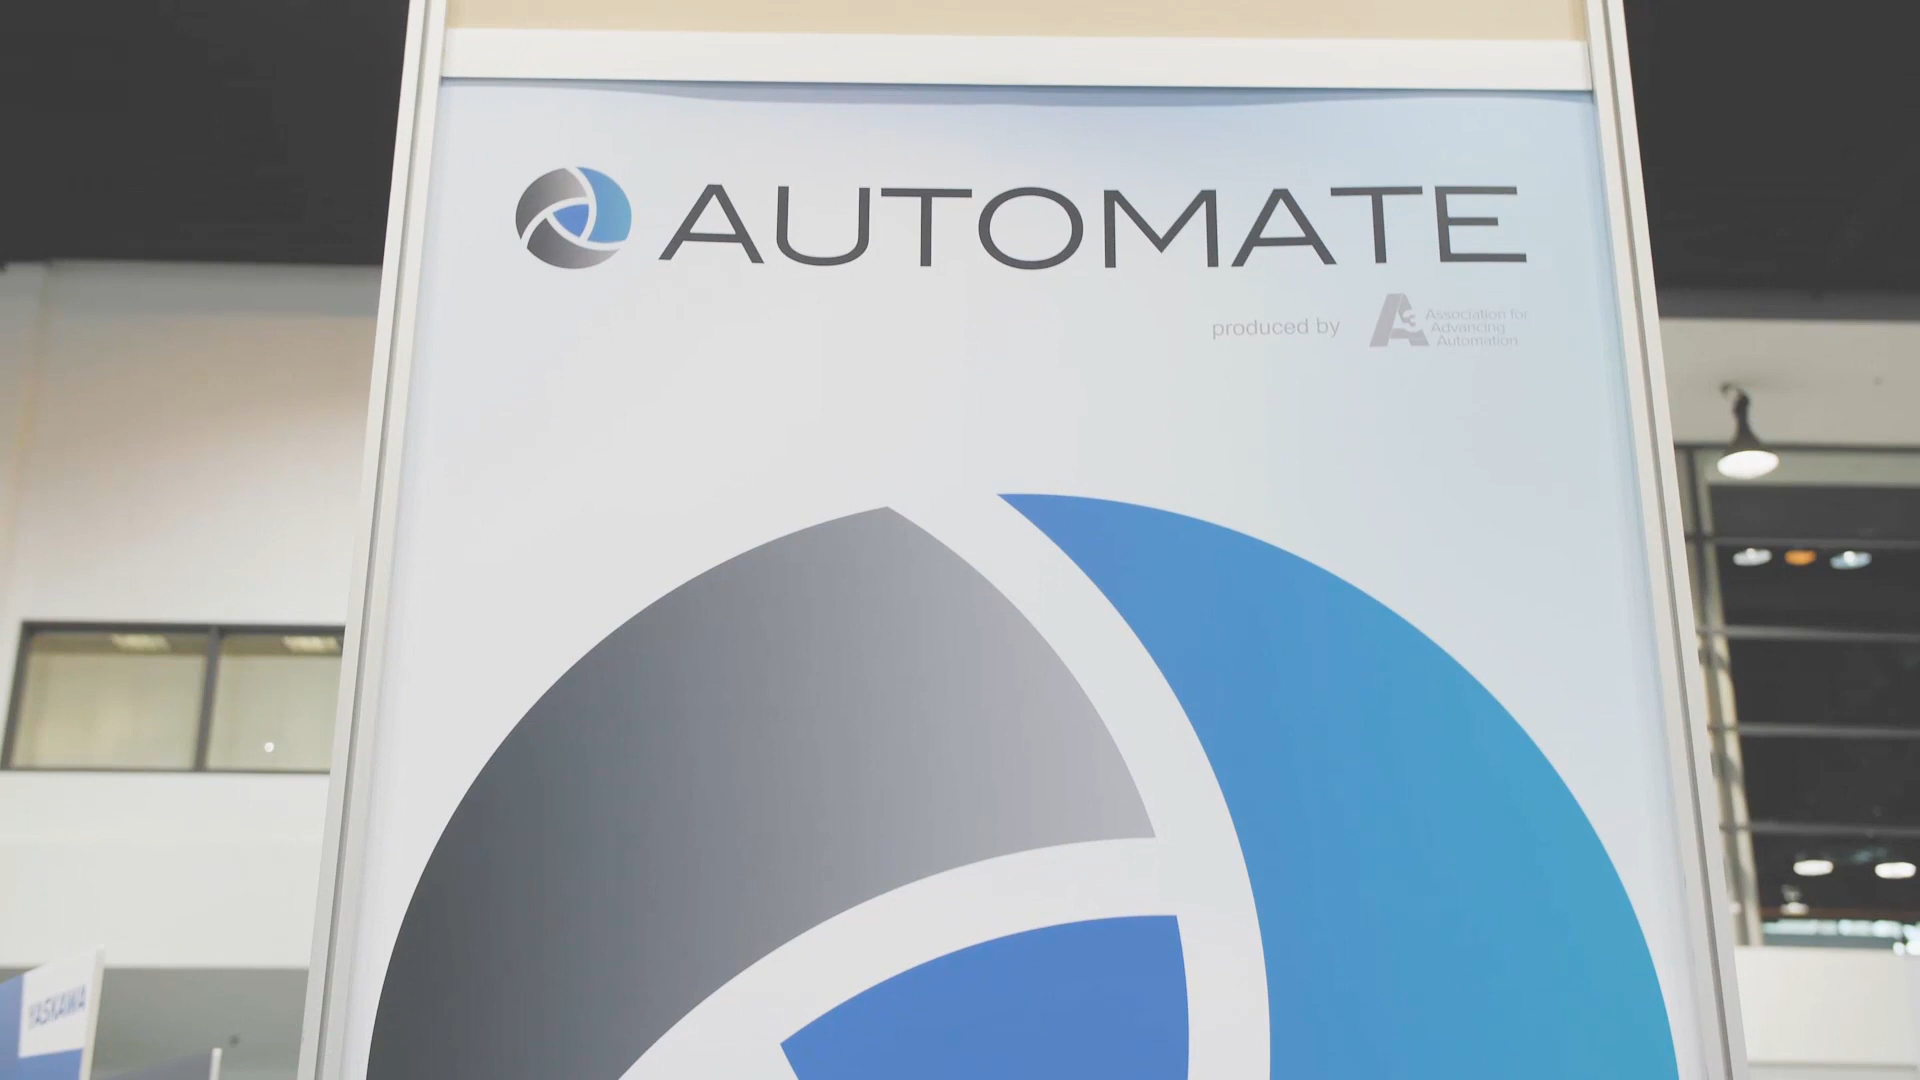 AUTOMATE
produced by
Association for
Advancing
Automation
YASKAWA